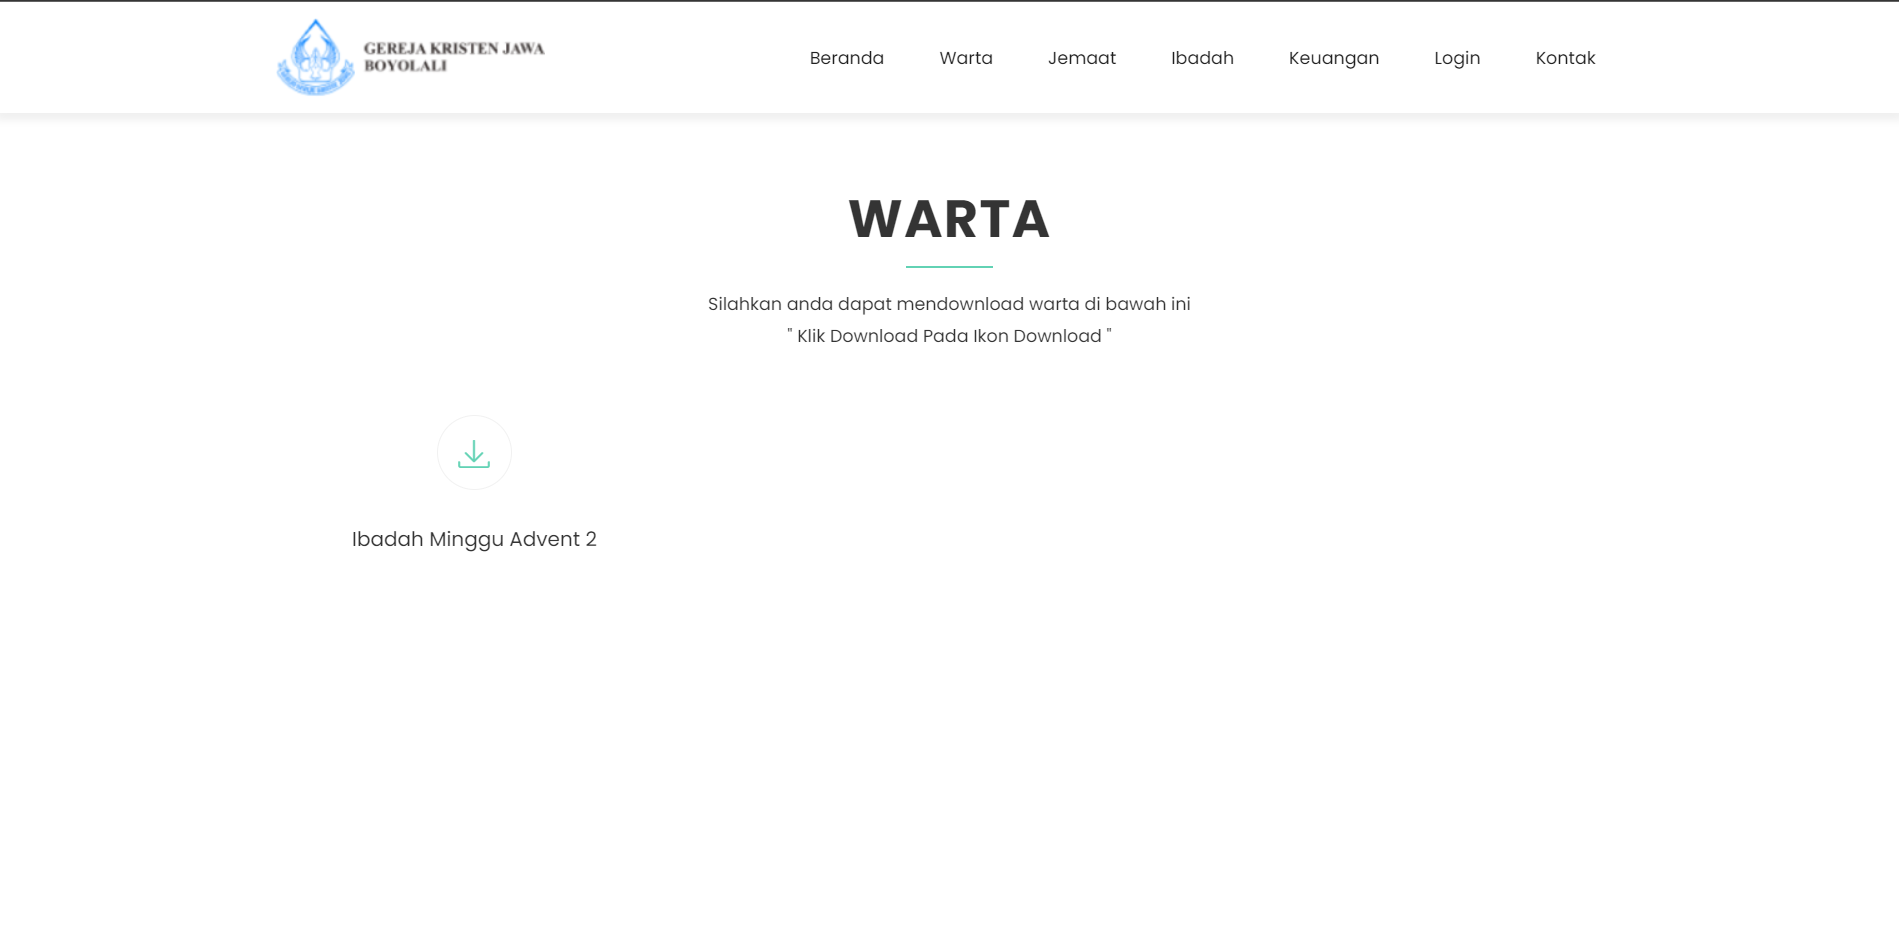 GEREJA KRISTEN JAWA
BOYOLALI
Beranda Warta Jemaat Ibadah Keuangan Login Kontak
WARTA
Silahkan anda dapat mendownload warta di bawah ini
" Klik Download Pada Ikon Download "
Ibadah Minggu Advent 2